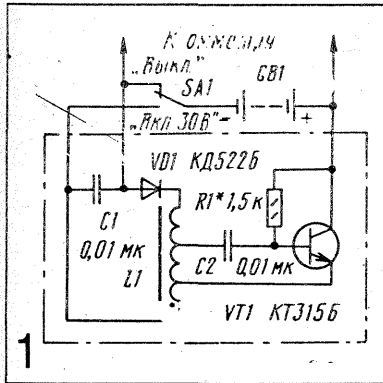 "Выкл."
SA1
GB1
"Вкл. 30В"
+
VD1 КД522Б
R1* 1,5 к
C1
0,01 мк
L1
C2
0,01 мк
VT1 КТ315Б
1